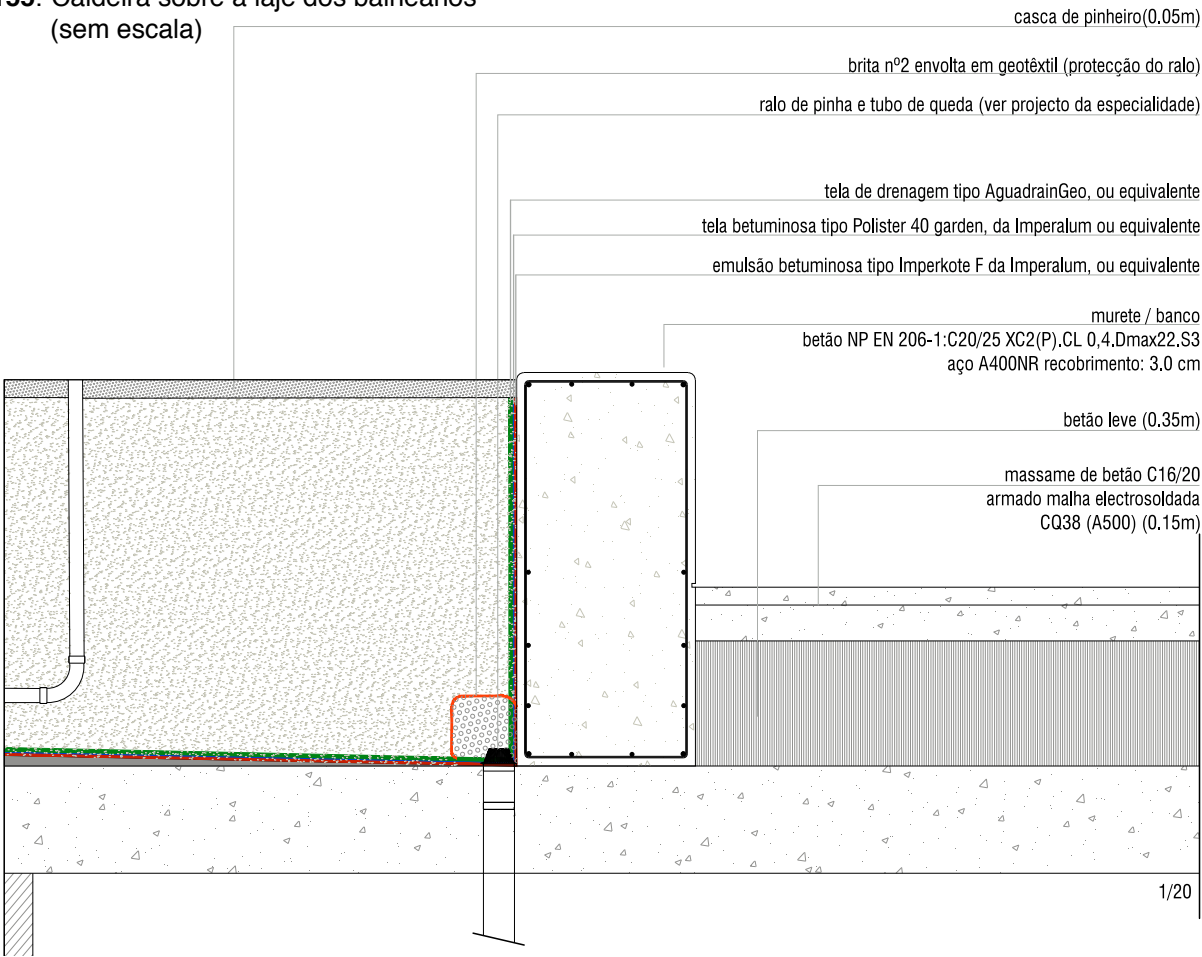 155: Caldeira sobre a laje dos balneários
(sem escala)
casca de pinheiro(0.05m)
brita nº2 envolta em geotêxtil (protecção do ralo)
ralo de pinha e tubo de queda (ver projecto da especialidade)
tela de drenagem tipo AguadrainGeo, ou equivalente
tela betuminosa tipo Polister 40 garden, da Imperalum ou equivalente
emulsão betuminosa tipo Imperkote F da Imperalum, ou equivalente
murete / banco
betão NP EN 206-1:C20/25 XC2(P).CL 0,4.Dmax22.S3
aço A400NR recobrimento: 3.0 cm
betão leve (0.35m)
massame de betão C16/20
armado malha electrosoldada
CQ38 (A500) (0.15m)
1/20